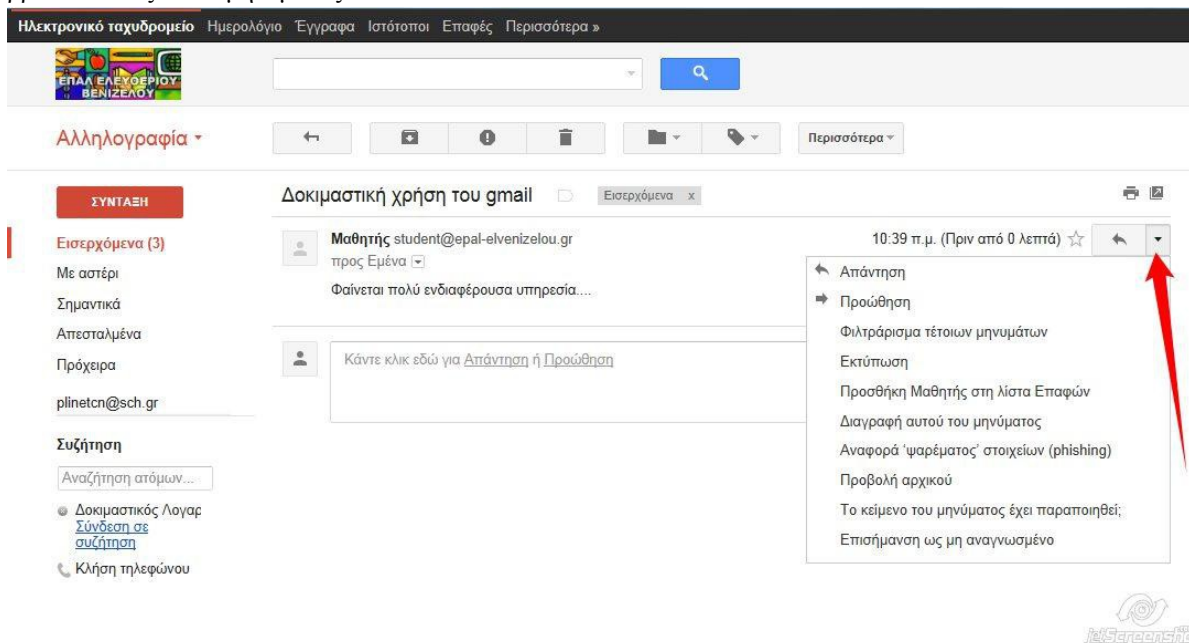 Ηλεκτρονικό ταχυδρομείο Ημερολόγιο Έγγραφα Ιστότοποι Επαφές Περισσότερα »
ΕΠΑΛ ΕΛΕΥΘΕΡΙΟΥ
ΒΕΝΙΖΕΛΟΥ
Αλληλογραφία
Περισσότερα
ΣΥΝΤΑΞΗ
Εισερχόμενα (3)
Με αστέρι
Σημαντικά
Απεσταλμένα
Πρόχειρα
plinetcn@sch.gr
Συζήτηση
Αναζήτηση ατόμων...
Δοκιμαστικός Λογαρ
Σύνδεση σε
συζήτηση
Κλήση τηλεφώνου
Δοκιμαστική χρήση του gmail Εισερχόμενα x
Μαθητής student@epal-elvenizelou.gr 10:39 π.μ. (Πριν από 0 λεπτά)
προς Εμένα
Φαίνεται πολύ ενδιαφέρουσα υπηρεσία....
Κάντε κλικ εδώ για Απάντηση ή Προώθηση
Απάντηση
Προώθηση
Φιλτράρισμα τέτοιων μηνυμάτων
Εκτύπωση
Προσθήκη Μαθητής στη λίστα Επαφών
Διαγραφή αυτού του μηνύματος
Αναφορά 'ψαρέματος' στοιχείων (phishing)
Προβολή αρχικού
Το κείμενο του μηνύματος έχει παραποιηθεί;
Επισήμανση ως μη αναγνωσμένο